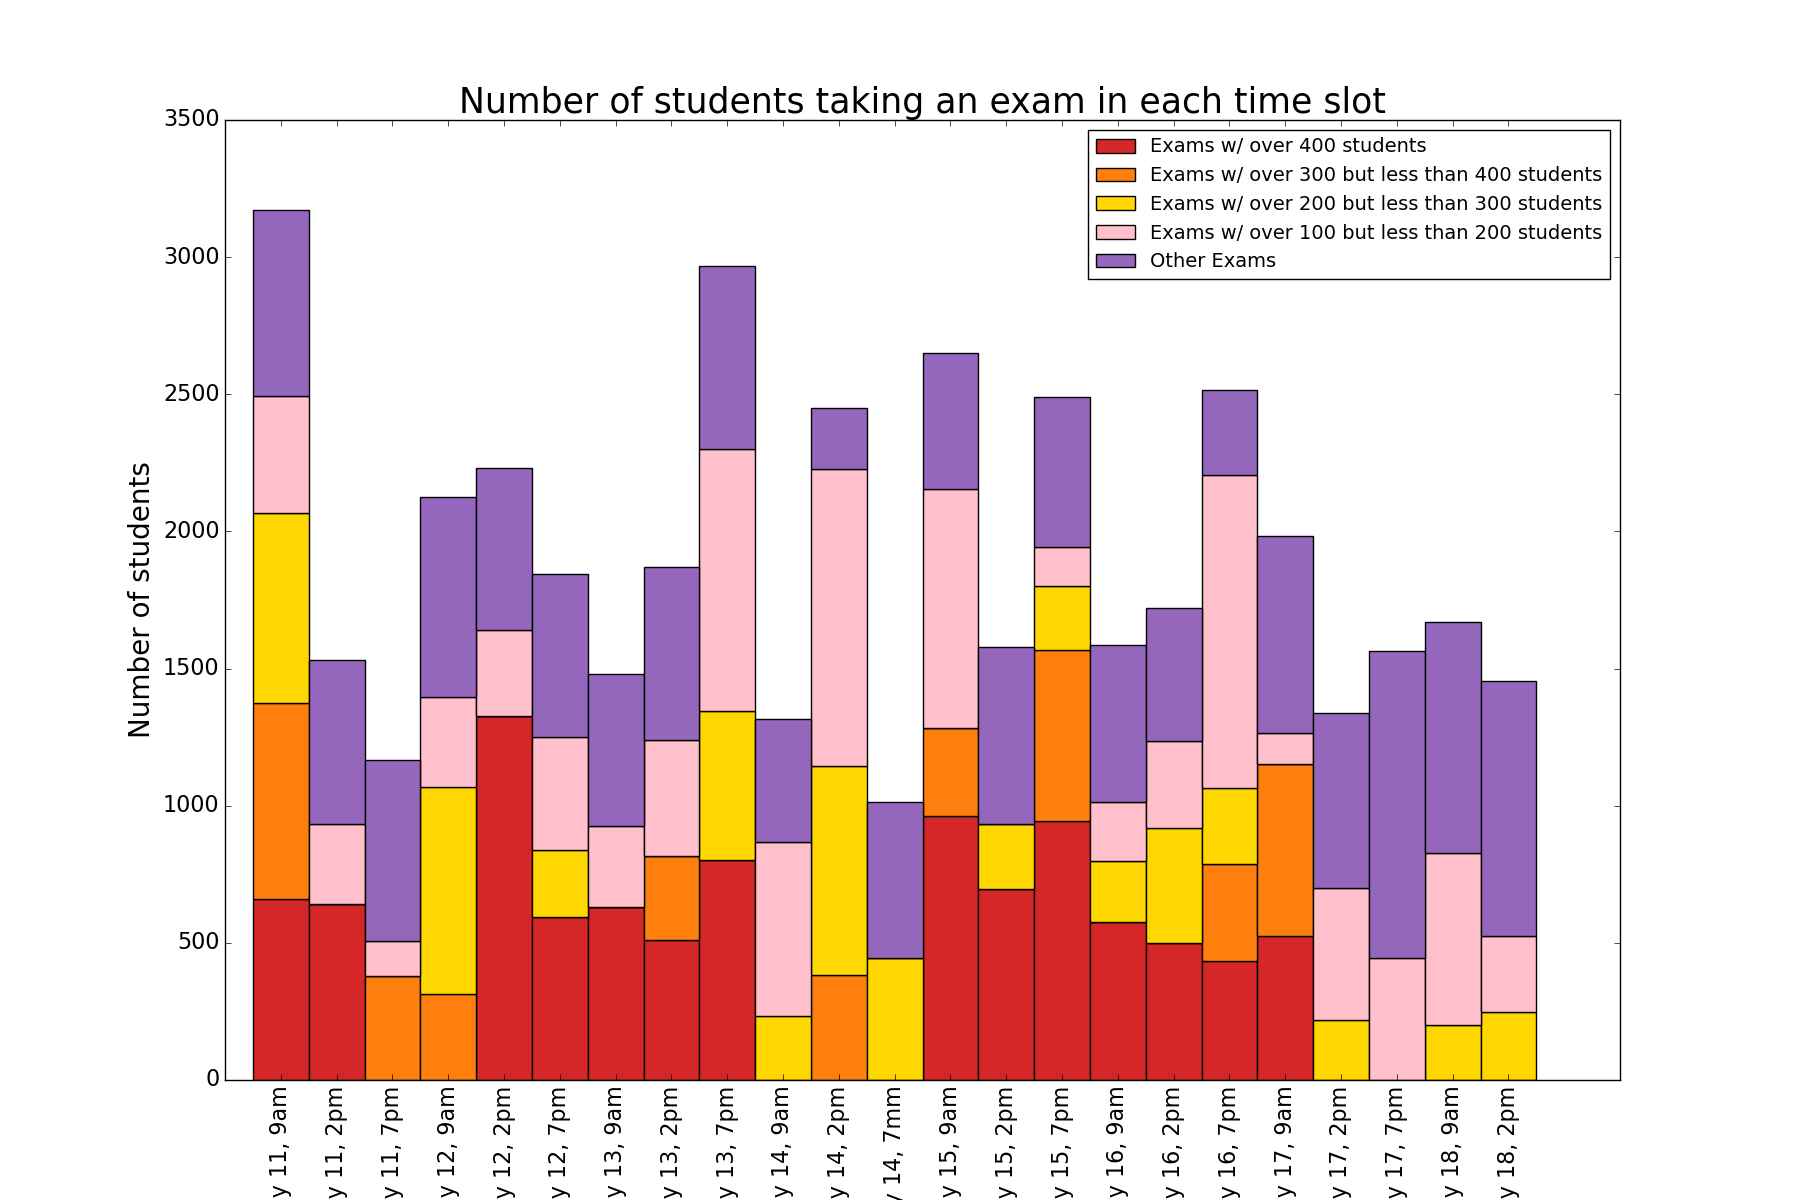 Number of students taking an exam in each time slot
3500
3000
2500
2000
1500
1000
500
0
Number of students
Exams w/ over 400 students
Exams w/ over 300 but less than 400 students
Exams w/ over 200 but less than 300 students
Exams w/ over 100 but less than 200 students
Other Exams
y 11, 9am
y 11, 2pm
y 11, 7pm
y 12, 9am
y 12, 2pm
y 12, 7pm
y 13, 9am
y 13, 2pm
y 13, 7pm
y 14, 9am
y 14, 2pm
y 14, 7mm
y 15, 9am
y 15, 2pm
y 15, 7pm
y 16, 9am
y 16, 2pm
y 16, 7pm
y 17, 9am
y 17, 2pm
y 17, 7pm
y 18, 9am
y 18, 2pm